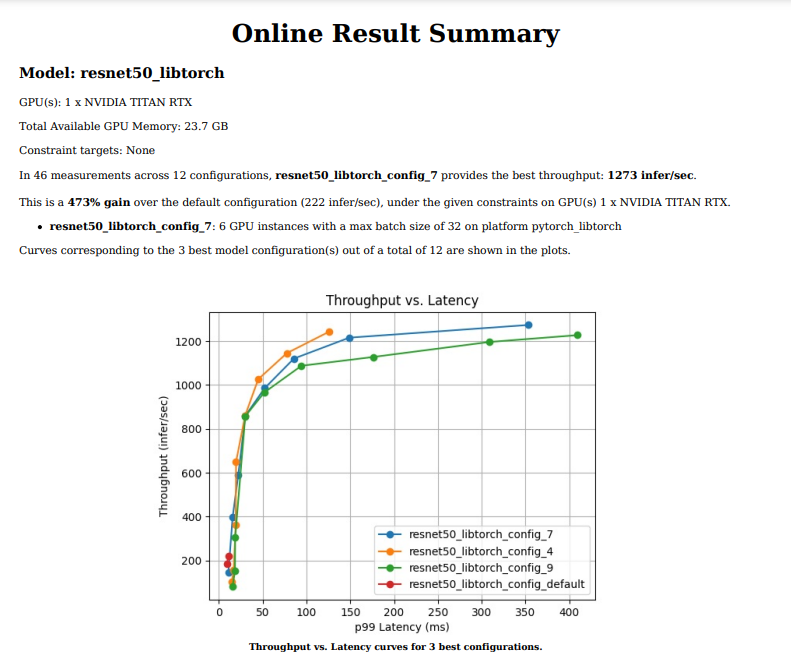 Online Result Summary
Model: resnet50_libtorch
GPU(s): 1 x NVIDIA TITAN RTX
Total Available GPU Memory: 23.7 GB
Constraint targets: None
In 46 measurements across 12 configurations, resnet50_libtorch_config_7 provides the best throughput: 1273 infer/sec.
This is a 473% gain over the default configuration (222 infer/sec), under the given constraints on GPU(s) 1 x NVIDIA TITAN RTX.
• resnet50_libtorch_config_7: 6 GPU instances with a max batch size of 32 on platform pytorch_libtorch
Curves corresponding to the 3 best model configuration(s) out of a total of 12 are shown in the plots.
Throughput vs. Latency
Throughput (infer/sec)
1200
1000
800
600
400
200
resnet50_libtorch_config_7
resnet50_libtorch_config_4
resnet50_libtorch_config_9
resnet50_libtorch_config_default
0 50 100 150 200 250 300 350 400
p99 Latency (ms)
Throughput vs. Latency curves for 3 best configurations.